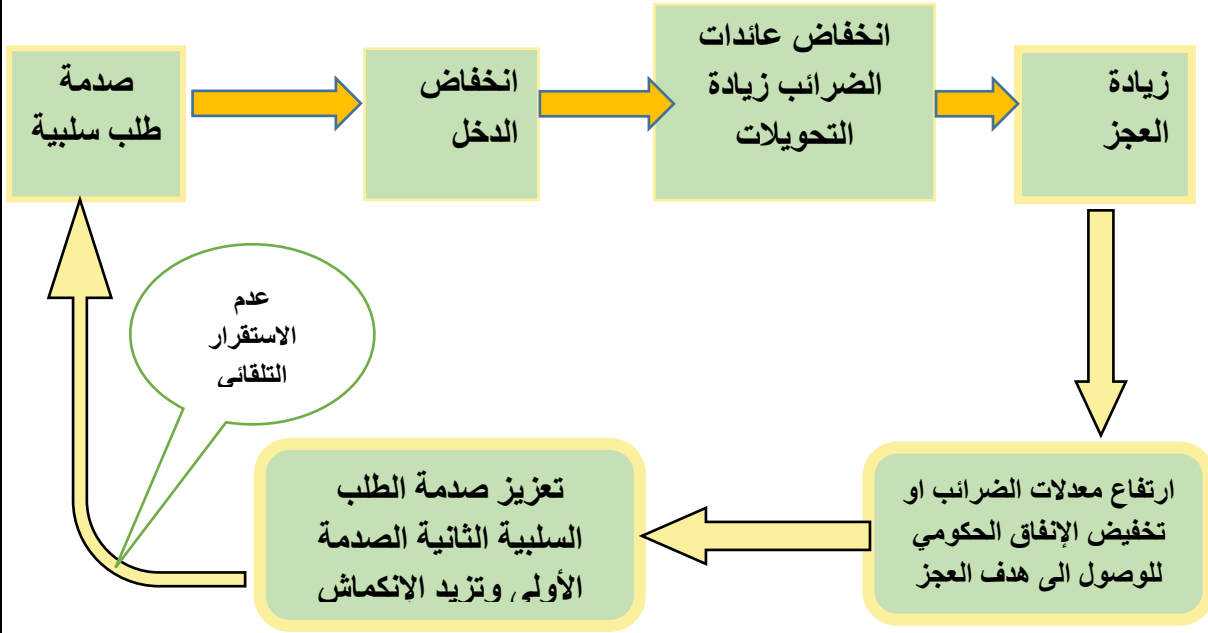 صدمة
طلب سلبية
انخفاض
الدخل
انخفاض عائدات
الضرائب زيادة
التحويلات
زيادة
العجز
ارتفاع معدلات الضرائب او
تخفيض الإنفاق الحكومي
للوصول الى هدف العجز
تعزيز صدمة الطلب
السلبية الثانية الصدمة
الأولى وتزيد الانكماش
عدم
الاستقرار
التلقائي